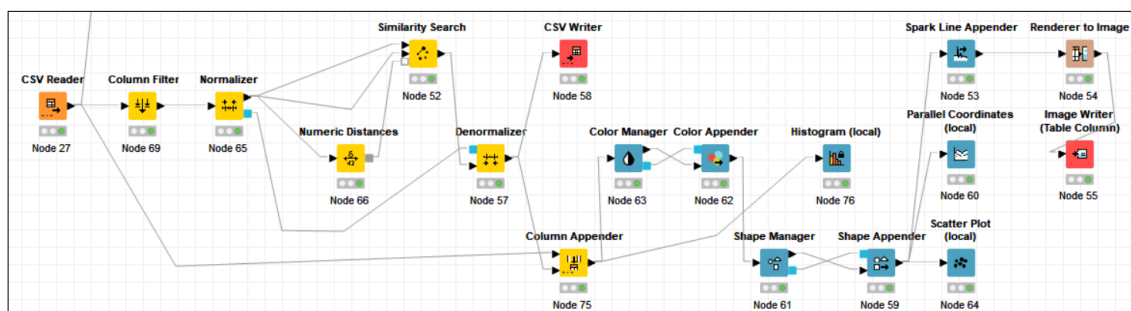 Similarity Search
CSV Writer
Spark Line Appender
Renderer to Image
CSV Reader
Column Filter
Normalizer
Node 52
Node 58
Node 53
Node 54
Numeric Distances
Denormalizer
Color Manager
Color Appender
Histogram (local)
Parallel Coordinates
(local)
Image Writer
(Table Column)
Node 27
Node 69
Node 65
Node 66
Node 57
Node 63
Node 62
Node 76
Node 60
Node 55
Column Appender
Shape Manager
Shape Appender
Scatter Plot
(local)
Node 75
Node 61
Node 59
Node 64